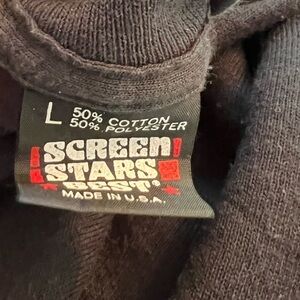 L 50% COTTON
50% POLYESTER
SCREEN
STARS
BEST®
MADE IN U.S.A.